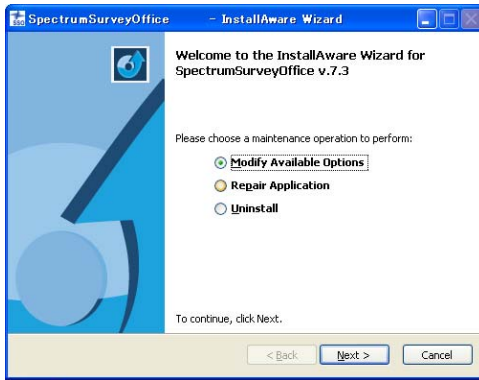 SSO SpectrumSurveyOffice - InstallAware Wizard
Welcome to the InstallAware Wizard for
SpectrumSurveyOffice v.7.3
Please choose a maintenance operation to perform:
Modify Available Options
Repair Application
Uninstall
To continue, click Next.
< Back Next > Cancel